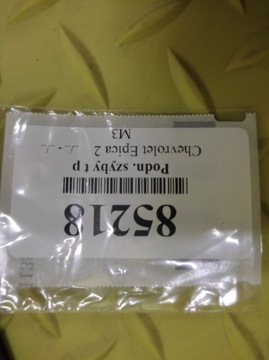 85218
Podn. szyby t p
Chevrolet Epica 2 ../.. - ../..
M3